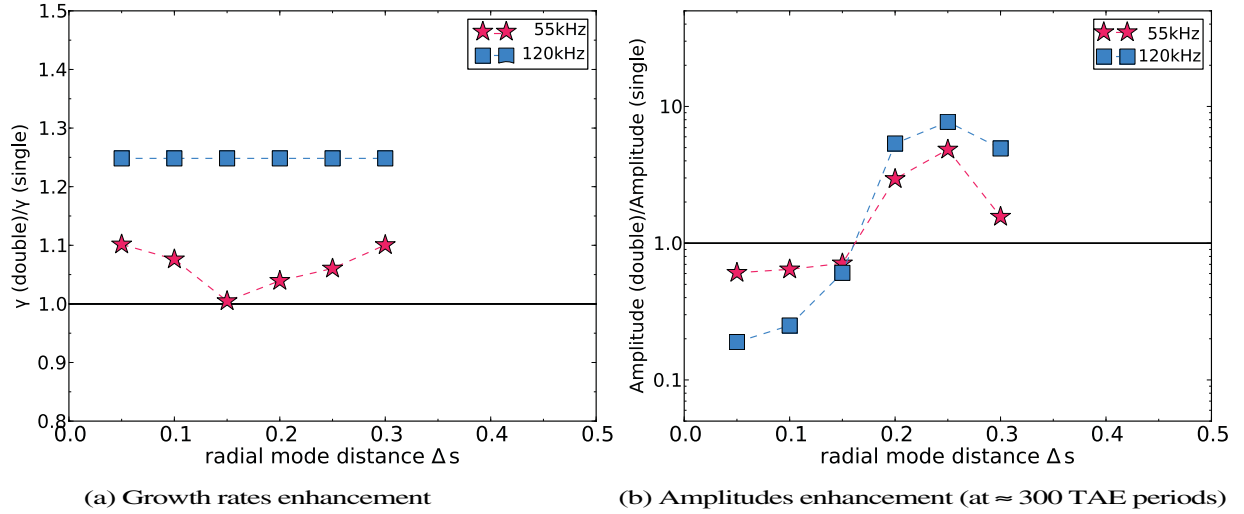 1.5
1.4
1.3
1.2
1.1
1.0
0.9
0.8
0.0 0.1 0.2 0.3 0.4 0.5
γ (double)/γ (single)
radial mode distance Δ s
55kHz
120kHz
(a) Growth rates enhancement
10
1.0
0.1
0.0 0.1 0.2 0.3 0.4 0.5
Amplitude (double)/Amplitude (single)
radial mode distance Δ s
55kHz
120kHz
(b) Amplitudes enhancement (at ≈ 300 TAE periods)